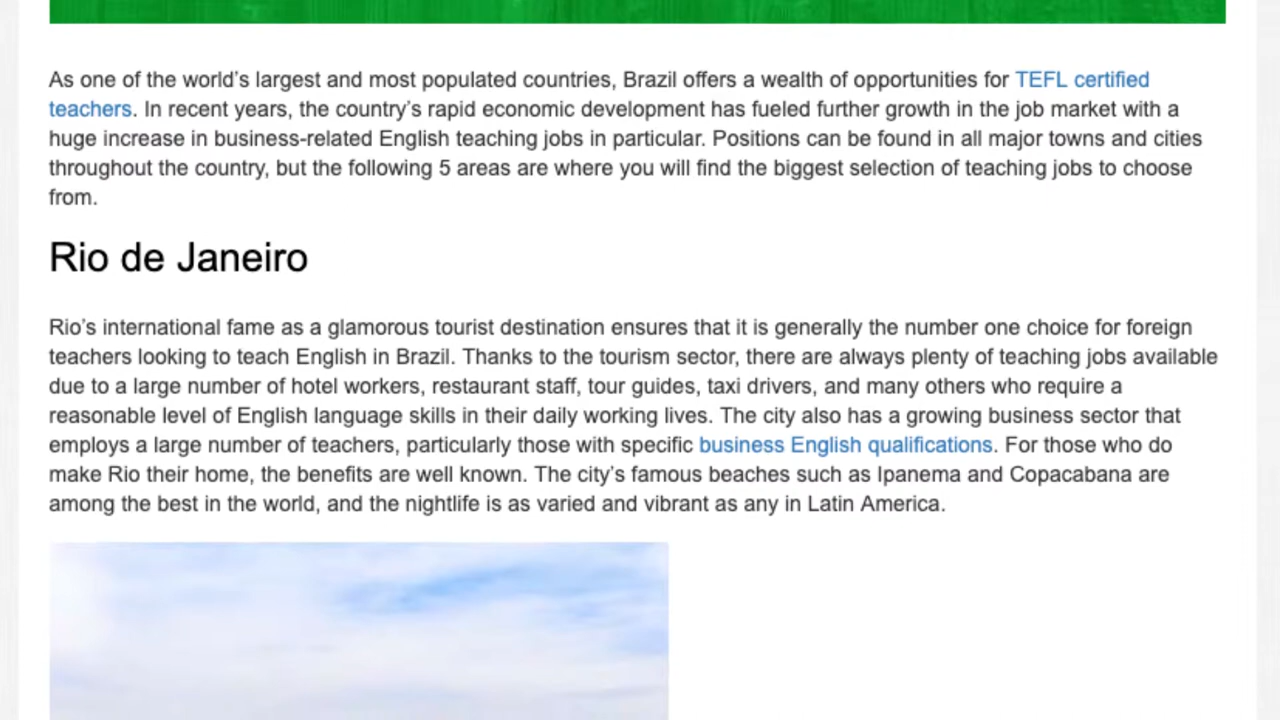 As one of the world’s largest and most populated countries, Brazil offers a wealth of opportunities for TEFL certified
teachers. In recent years, the country’s rapid economic development has fueled further growth in the job market with a
huge increase in business-related English teaching jobs in particular. Positions can be found in all major towns and cities
throughout the country, but the following 5 areas are where you will find the biggest selection of teaching jobs to choose
from.
Rio de Janeiro
Rio’s international fame as a glamorous tourist destination ensures that it is generally the number one choice for foreign
teachers looking to teach English in Brazil. Thanks to the tourism sector, there are always plenty of teaching jobs available
due to a large number of hotel workers, restaurant staff, tour guides, taxi drivers, and many others who require a
reasonable level of English language skills in their daily working lives. The city also has a growing business sector that
employs a large number of teachers, particularly those with specific business English qualifications. For those who do
make Rio their home, the benefits are well known. The city’s famous beaches such as Ipanema and Copacabana are
among the best in the world, and the nightlife is as varied and vibrant as any in Latin America.